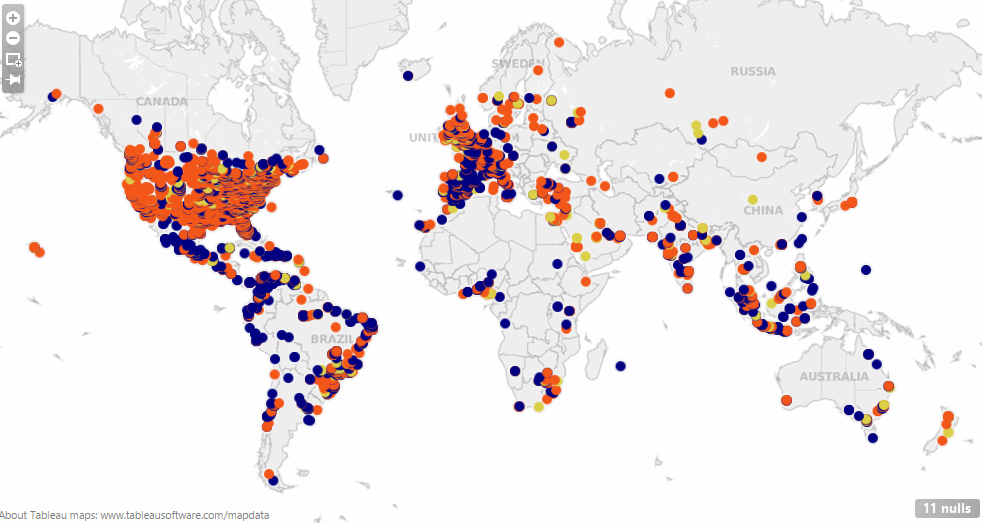 SWEDEN
RUSSIA
CANADA
UNIT M
CHINA
BRAZIL
AUSTRALIA
11 nulls
About Tableau maps: www.tableausoftware.com/mapdata